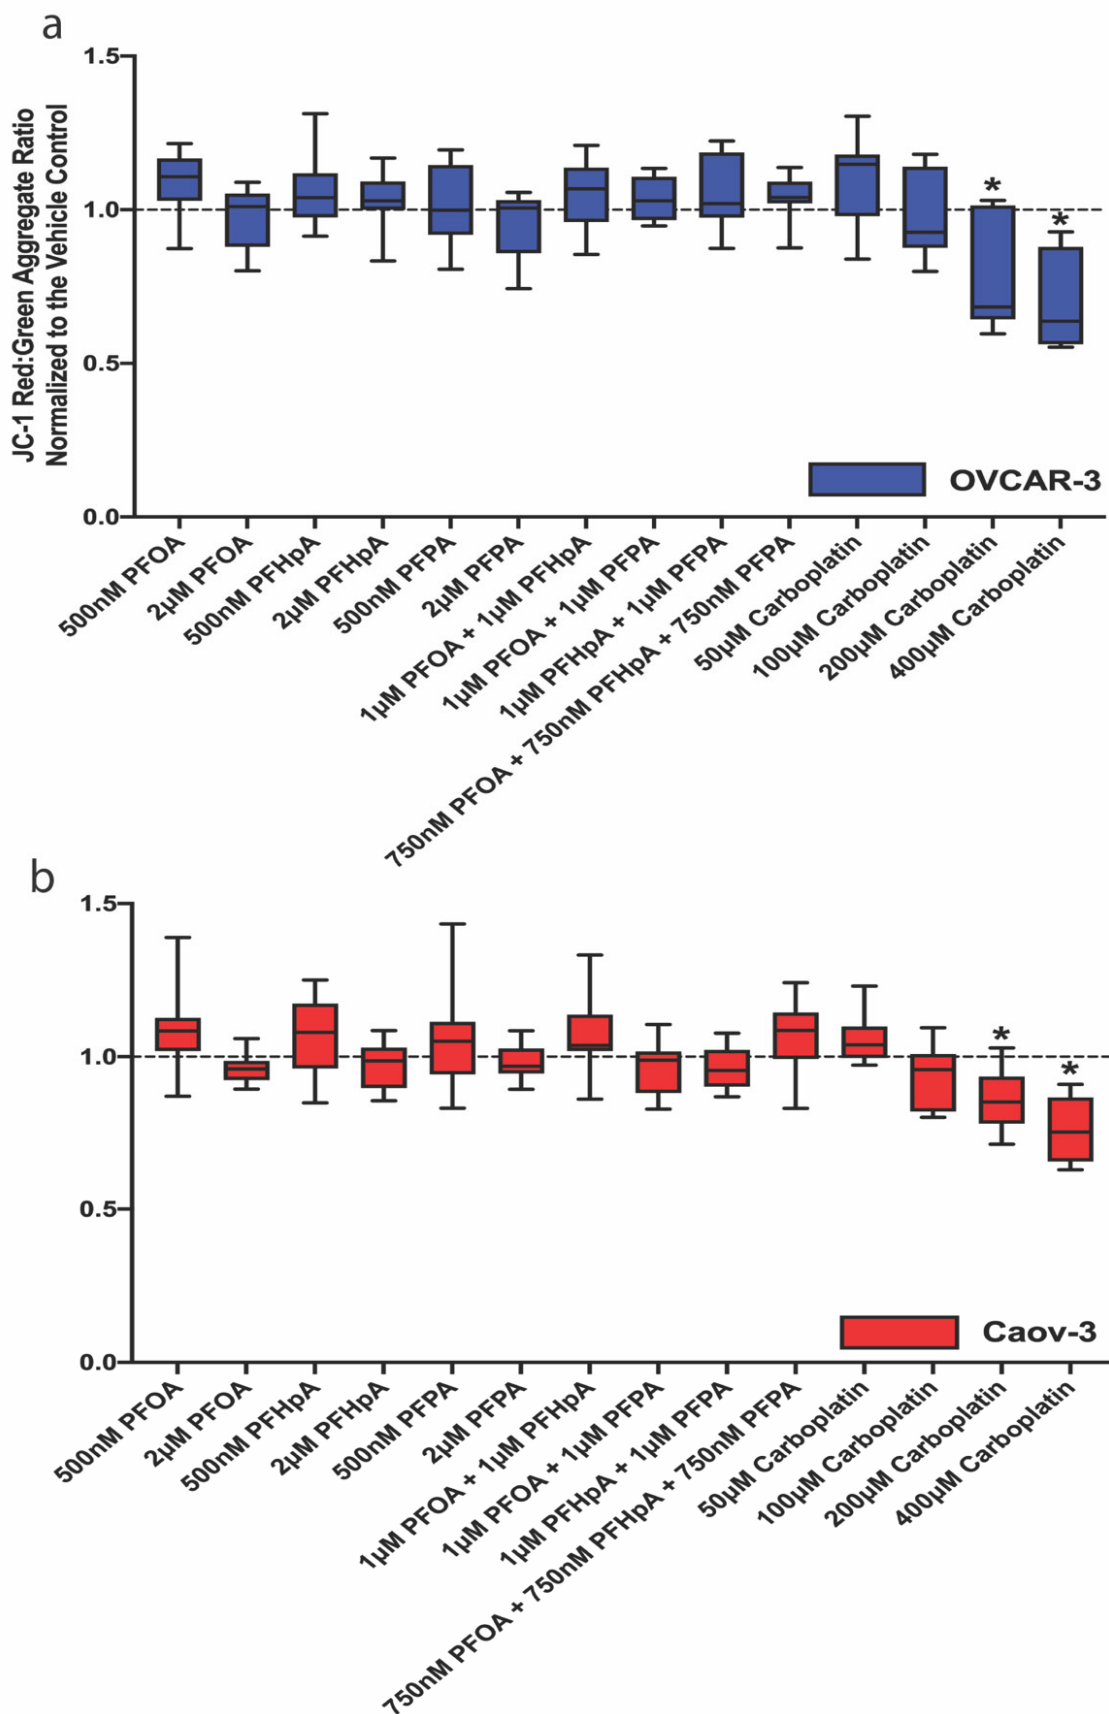 a
JC-1 Red:Green Aggregate Ratio
Normalized to the Vehicle Control
1.5
1.0
0.5
0.0
*
*
OVCAR-3
500nM PFOA
2µM PFOA
500nM PFHpA
2µM PFHpA
500nM PFPA
2µM PFPA
1µM PFOA + 1µM PFHpA
1µM PFOA + 1µM PFPA
1µM PFHpA + 1µM PFPA
750nM PFOA + 750nM PFHpA + 750nM PFPA
50µM Carboplatin
100µM Carboplatin
200µM Carboplatin
400µM Carboplatin
b
1.5
1.0
0.5
0.0
*
*
Caov-3
500nM PFOA
2µM PFOA
500nM PFHpA
2µM PFHpA
500nM PFPA
2µM PFPA
1µM PFOA + 1µM PFHpA
1µM PFOA + 1µM PFPA
1µM PFHpA + 1µM PFPA
750nM PFOA + 750nM PFHpA + 750nM PFPA
50µM Carboplatin
100µM Carboplatin
200µM Carboplatin
400µM Carboplatin